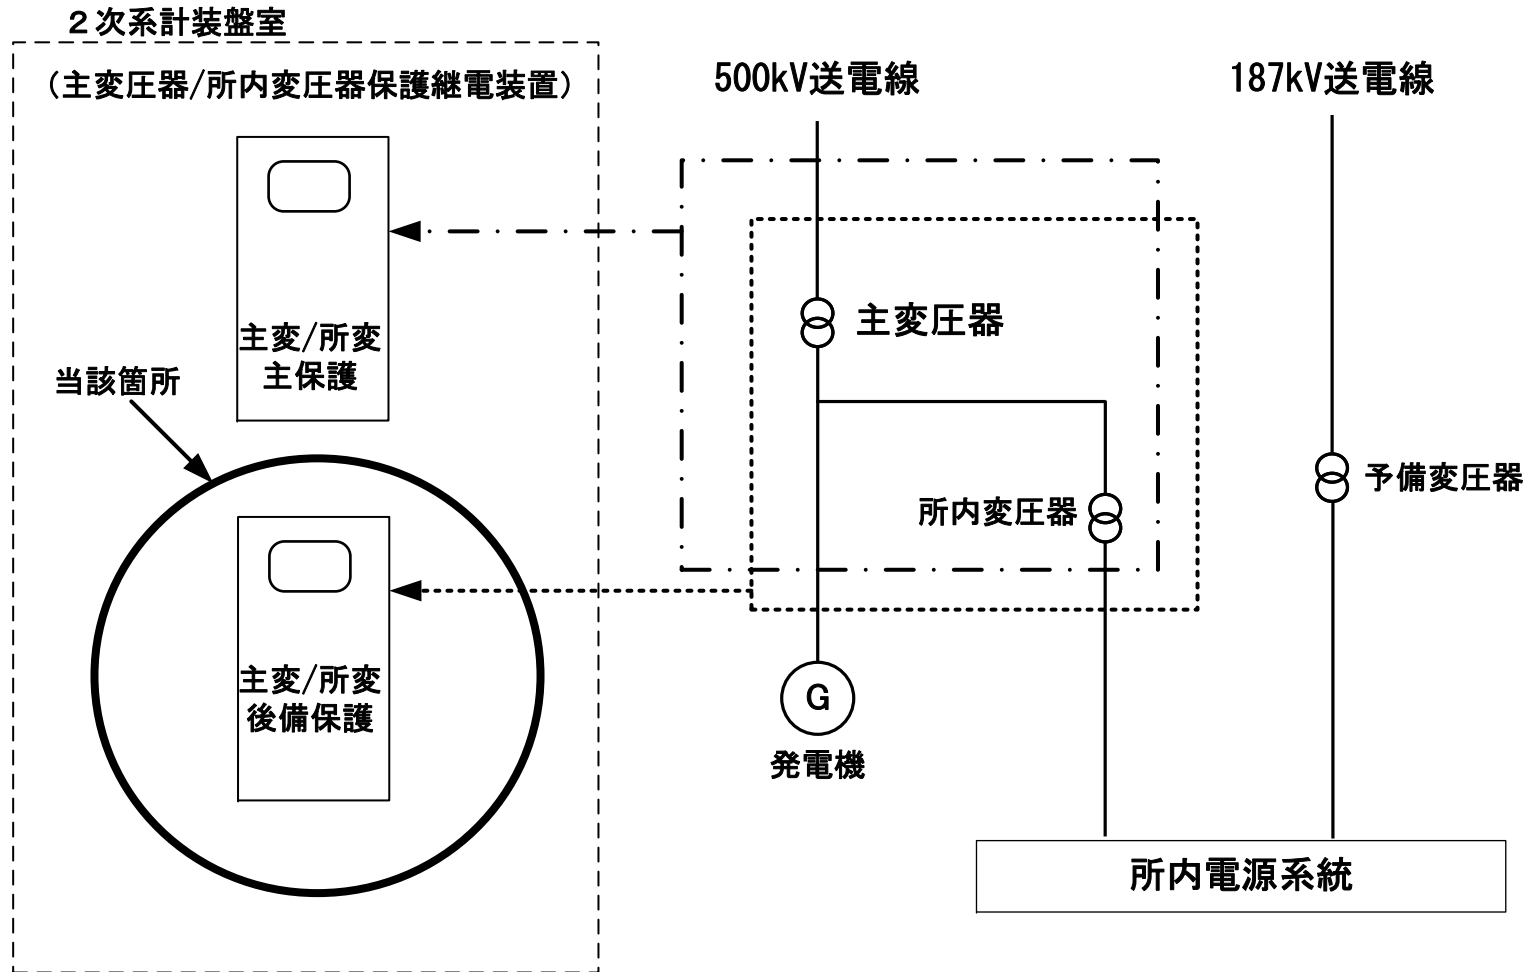 ２次系計装盤室
（主変圧器/所内変圧器保護継電装置）
500kV送電線
187kV送電線
主変圧器
主変/所変
主保護
当該箇所
予備変圧器
所内変圧器
主変/所変
後備保護
G
発電機
所内電源系統